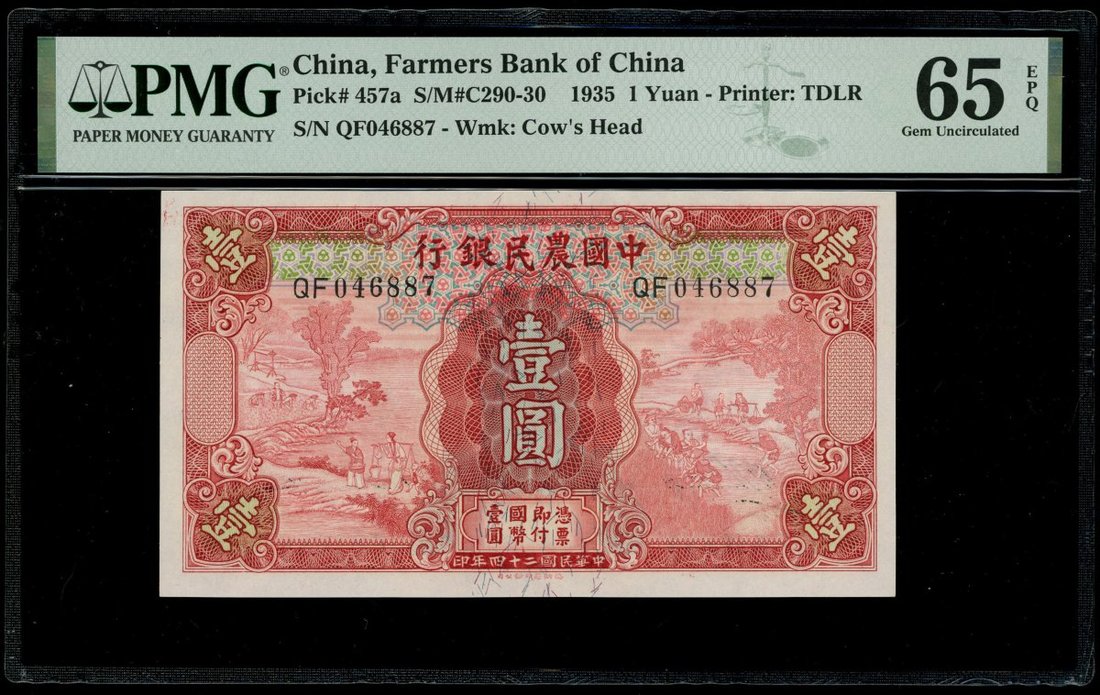 PMG®
PAPER MONEY GUARANTY
China, Farmers Bank of China
Pick# 457a S/M#C290-30 1935 1 Yuan - Printer: TDLR
S/N QF046887 - Wmk: Cow's Head
65
EPQ
Gem Uncirculated
壹
壹
中國農民銀行
QF046887
QF046887
壹圓
憑票
即付
國幣
壹圓
壹
壹
中華民國二十四年印